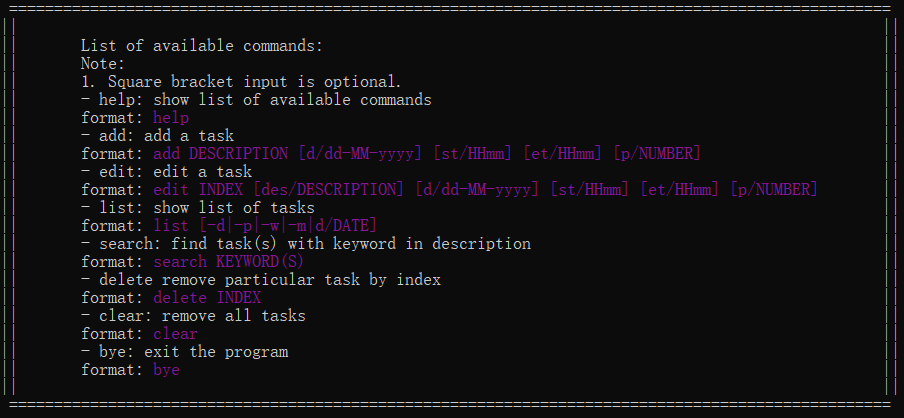 List of available commands:
Note:
1. Square bracket input is optional.
- help: show list of available commands
format: help
- add: add a task
format: add DESCRIPTION [d/dd-MM-yyyy] [st/HHmm] [et/HHmm] [p/NUMBER]
- edit: edit a task
format: edit INDEX [des/DESCRIPTION] [d/dd-MM-yyyy] [st/HHmm] [et/HHmm] [p/NUMBER]
- list: show list of tasks
format: list [-d|-p|-w|-m|d/DATE]
- search: find task(s) with keyword in description
format: search KEYWORD(S)
- delete remove particular task by index
format: delete INDEX
- clear: remove all tasks
format: clear
- bye: exit the program
format: bye